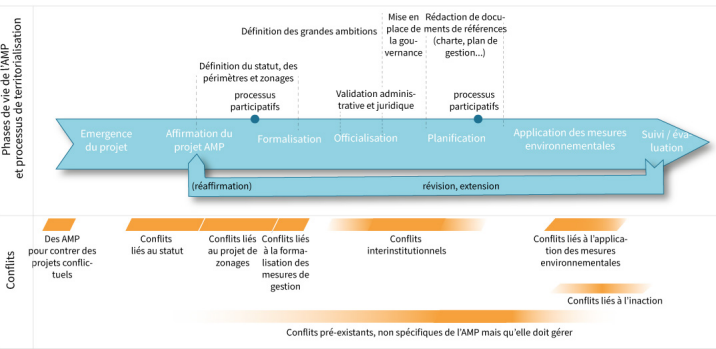 Phases de vie de l'AMP
et processus de territorialisation
Définition des grandes ambitions
Mise en
place de
la gou-
vernance
Rédaction de docu-
ments de références
(charte, plan de
gestion...)
Définition du statut, des
périmètres et zonages
processus
participatifs
Validation adminis-
trative et juridique
processus
participatifs
Emergence
du projet
Affirmation du
projet AMP
Formalisation
Officialisation
Planification
Application des mesures
environnementales
Suivi / éva-
luation
(réaffirmation)
révision, extension
Conflits
Des AMP
pour contrer des
projets conflic-
tuels
Conflits
liés au statut
Conflits liés
au projet de
zonages
Conflits liés
à la forma-
lisation des
mesures de
gestion
Conflits
interinstitutionnels
Conflits liés à l'applica-
tion des mesures
environnementales
Conflits liés à l'inaction
Conflits pré-existants, non spécifiques de l'AMP mais qu'elle doit gérer